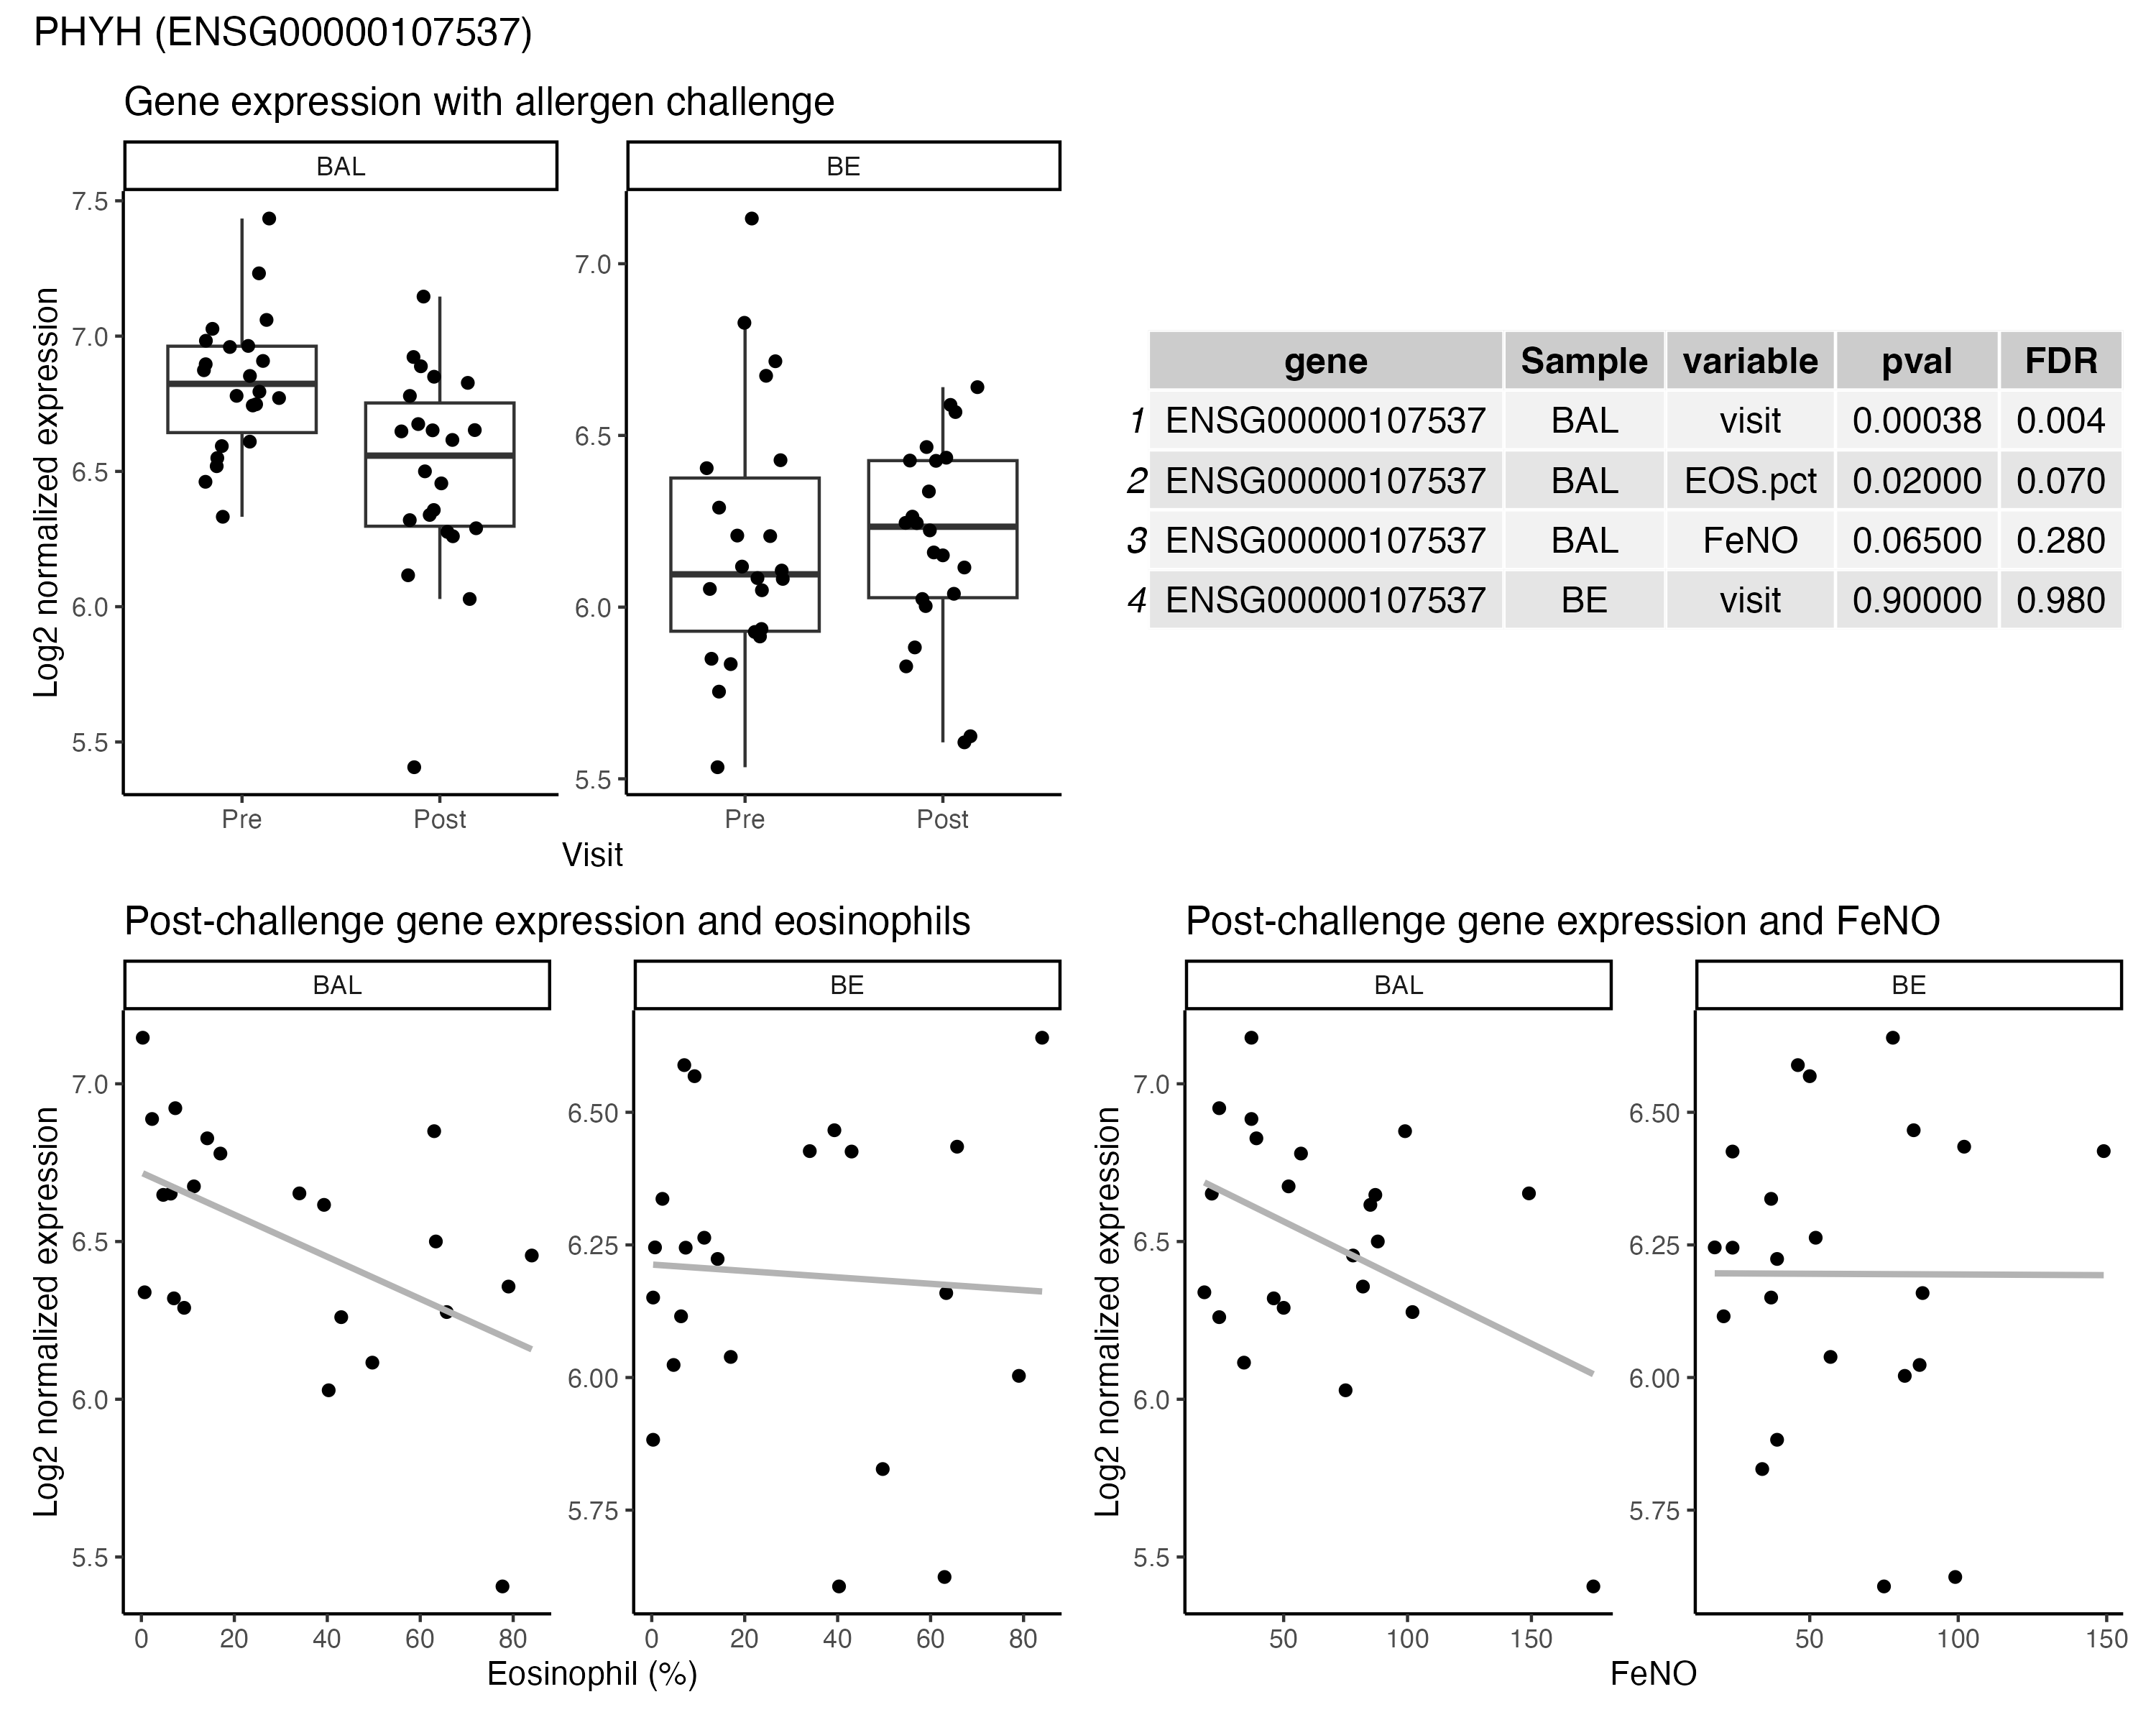 PHYH (ENSG00000107537)
Gene expression with allergen challenge
BAL
BE
Log2 normalized expression
7.5
7.0
6.5
6.0
5.5
7.0
6.5
6.0
5.5
Pre
Post
Pre
Post
Visit
gene Sample variable pval FDR
1 ENSG00000107537 BAL visit 0.00038 0.004
2 ENSG00000107537 BAL EOS.pct 0.02000 0.070
3 ENSG00000107537 BAL FeNO 0.06500 0.280
4 ENSG00000107537 BE visit 0.90000 0.980
Post-challenge gene expression and eosinophils
BAL
BE
Log2 normalized expression
7.0
6.5
6.0
5.5
6.50
6.25
6.00
5.75
0 20 40 60 80
0 20 40 60 80
Eosinophil (%)
Post-challenge gene expression and FeNO
BAL
BE
Log2 normalized expression
7.0
6.5
6.0
5.5
6.50
6.25
6.00
5.75
50 100 150
50 100 150
FeNO